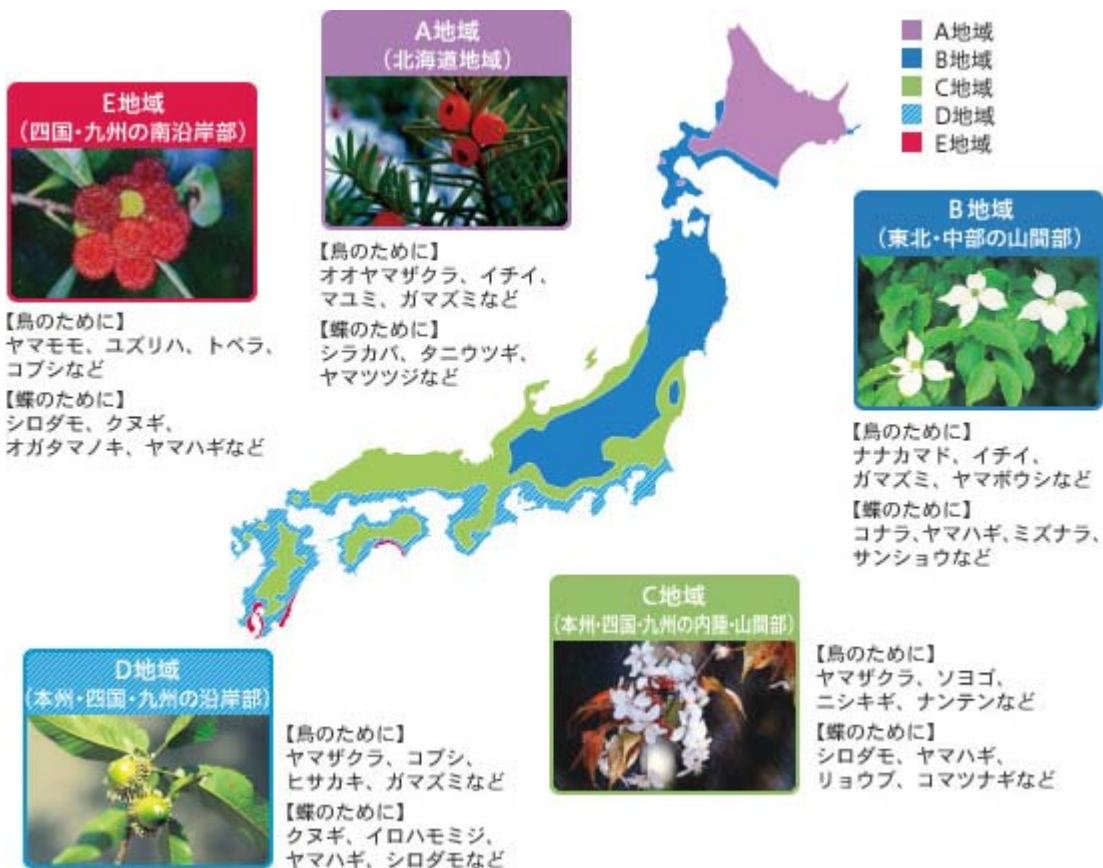 A地域
(北海道地域)
【鳥のために】
オオヤマザクラ、イチイ、
マユミ、ガマズミなど
【蝶のために】
シラカバ、タニウツギ、
ヤマツツジなど
A地域
B地域
C地域
D地域
E地域
E地域
(四国・九州の南沿岸部)
【鳥のために】
ヤマモモ、ユズリハ、トベラ、
コブシなど
【蝶のために】
シロダモ、クヌギ、
オガタマノキ、ヤマハギなど
B地域
(東北・中部の山間部)
【鳥のために】
ナナカマド、イチイ、
ガマズミ、ヤマボウシなど
【蝶のために】
コナラ、ヤマハギ、ミズナラ、
サンショウなど
C地域
(本州・四国・九州の内陸・山間部)
【鳥のために】
ヤマザクラ、ソヨゴ、
ニシキギ、ナンテンなど
【蝶のために】
シロダモ、ヤマハギ、
リョウブ、コマツナギなど
D地域
(本州・四国・九州の沿岸部)
【鳥のために】
ヤマザクラ、コブシ、
ヒサカキ、ガマズミなど
【蝶のために】
クヌギ、イロハモミジ、
ヤマハギ、シロダモなど